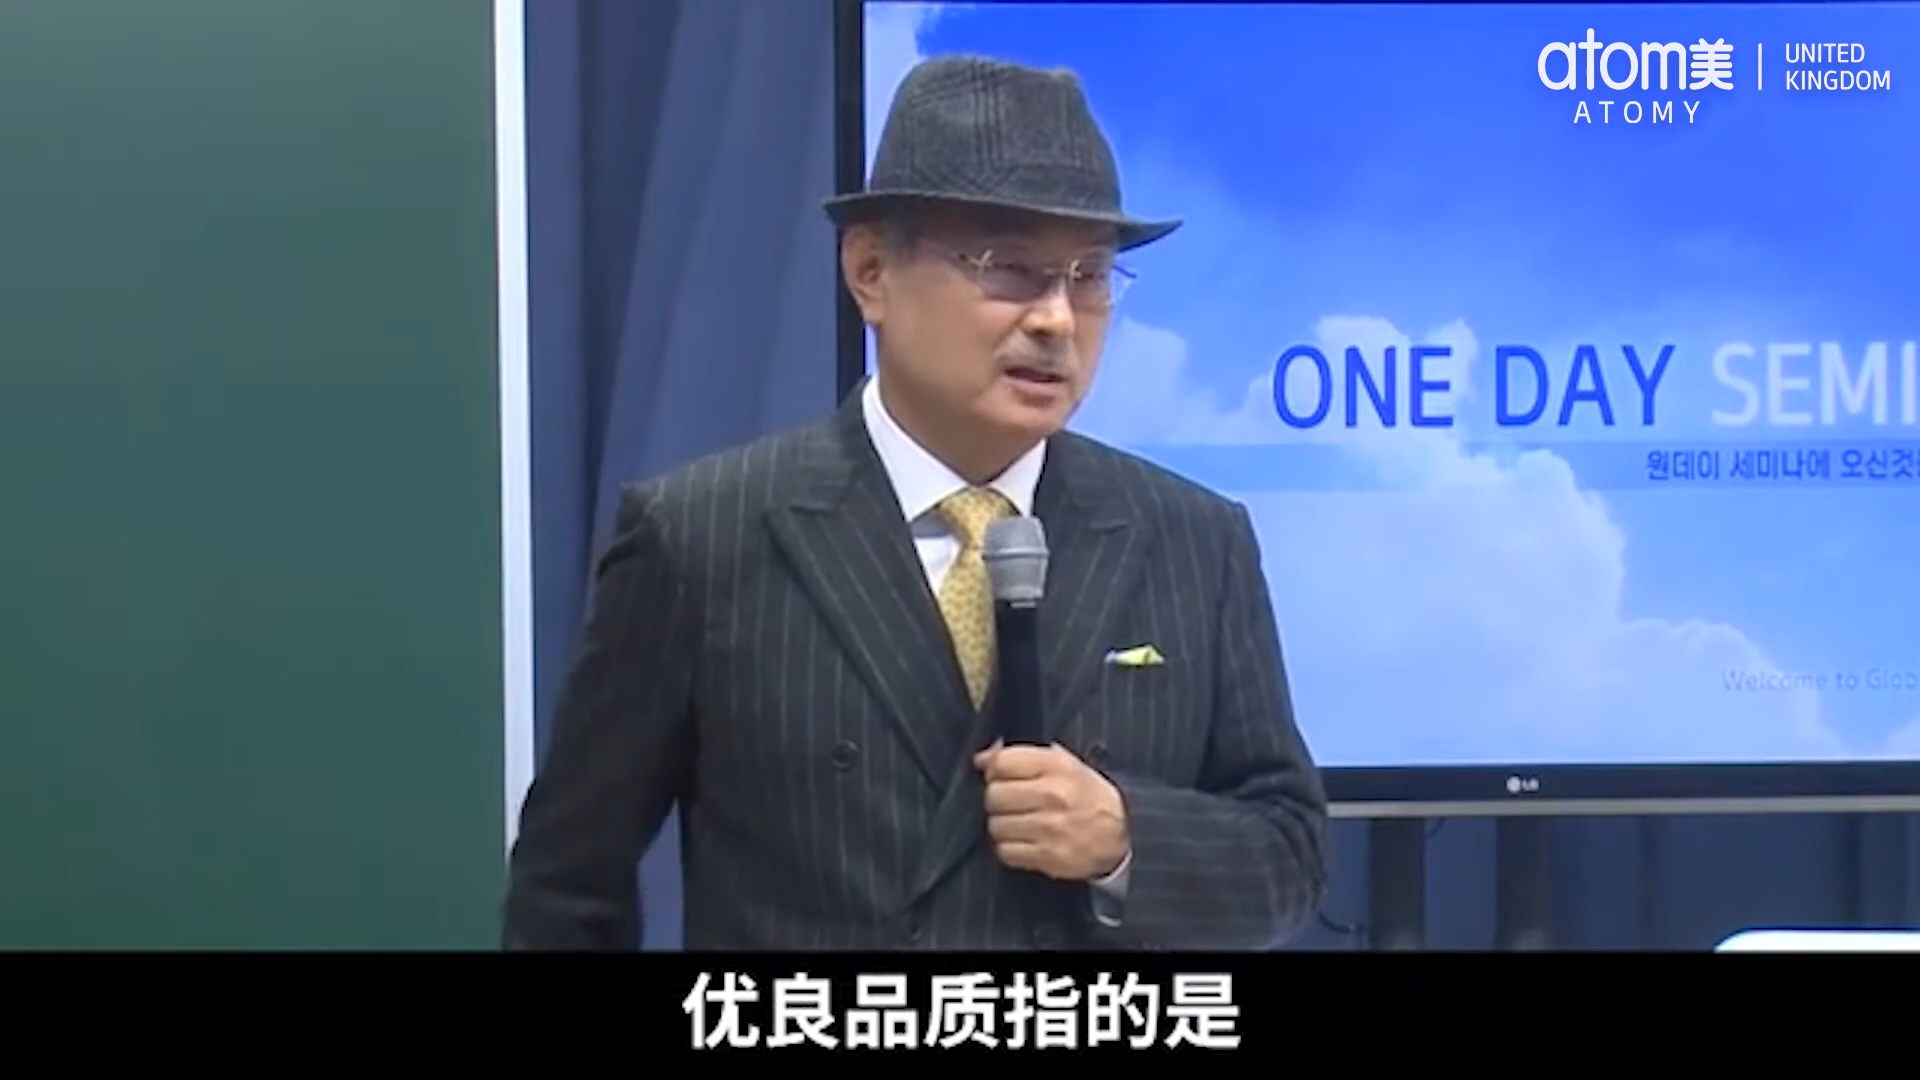 atom美
ATOMY
UNITED
KINGDOM
ONE DAY SEMI
원데이 세미나에 오신것
Welcome to Glob
LG
优良品质指的是